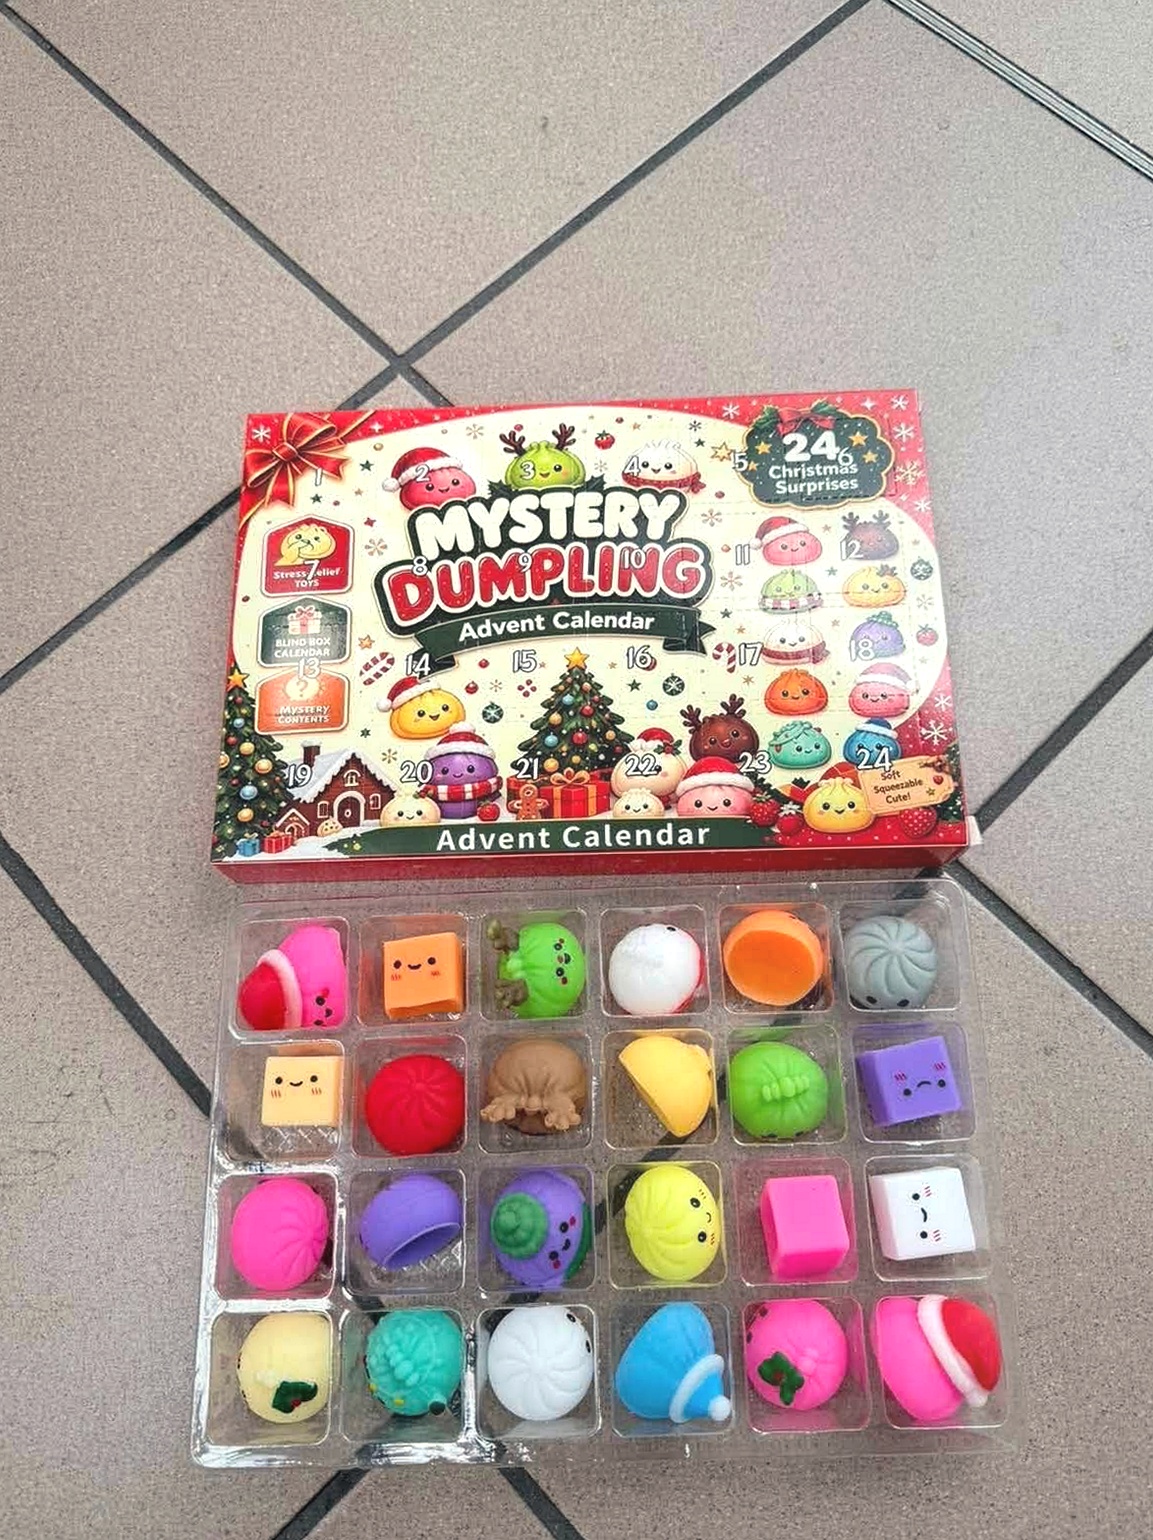 1
2
3
4
5
24
6
Christmas
Surprises
MYSTERY
7
8
9
10
11
12
Stress Relief
TOYS
DUMPLING
Advent Calendar
BLIND BOX
CALENDAR
13
14
15
16
17
18
MYSTERY
CONTENTS
19
20
21
22
23
24
Soft
Squeezable
Cute!
Advent Calendar